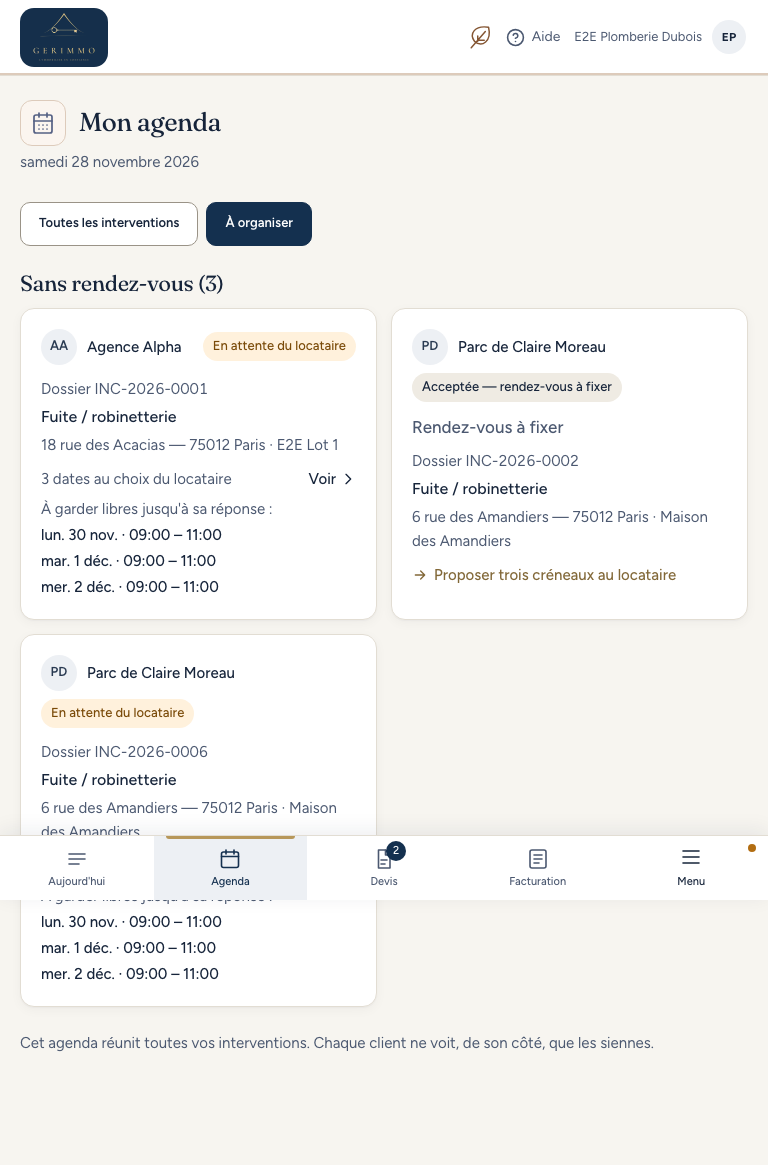 GERIMMO
Aide
E2E Plomberie Dubois
EP
Mon agenda
samedi 28 novembre 2026
Toutes les interventions
À organiser
Sans rendez-vous (3)
AA
Agence Alpha
En attente du locataire
Dossier INC-2026-0001
Fuite / robinetterie
18 rue des Acacias — 75012 Paris · E2E Lot 1
3 dates au choix du locataire
Voir
À garder libres jusqu'à sa réponse :
lun. 30 nov. · 09:00 – 11:00
mar. 1 déc. · 09:00 – 11:00
mer. 2 déc. · 09:00 – 11:00
PD
Parc de Claire Moreau
Acceptée — rendez-vous à fixer
Rendez-vous à fixer
Dossier INC-2026-0002
Fuite / robinetterie
6 rue des Amandiers — 75012 Paris · Maison
des Amandiers
→ Proposer trois créneaux au locataire
PD
Parc de Claire Moreau
En attente du locataire
Dossier INC-2026-0006
Fuite / robinetterie
6 rue des Amandiers — 75012 Paris · Maison
des Amandiers
Aujourd'hui
Agenda
2
Devis
Facturation
Menu
lun. 30 nov. · 09:00 – 11:00
mar. 1 déc. · 09:00 – 11:00
mer. 2 déc. · 09:00 – 11:00
Cet agenda réunit toutes vos interventions. Chaque client ne voit, de son côté, que les siennes.